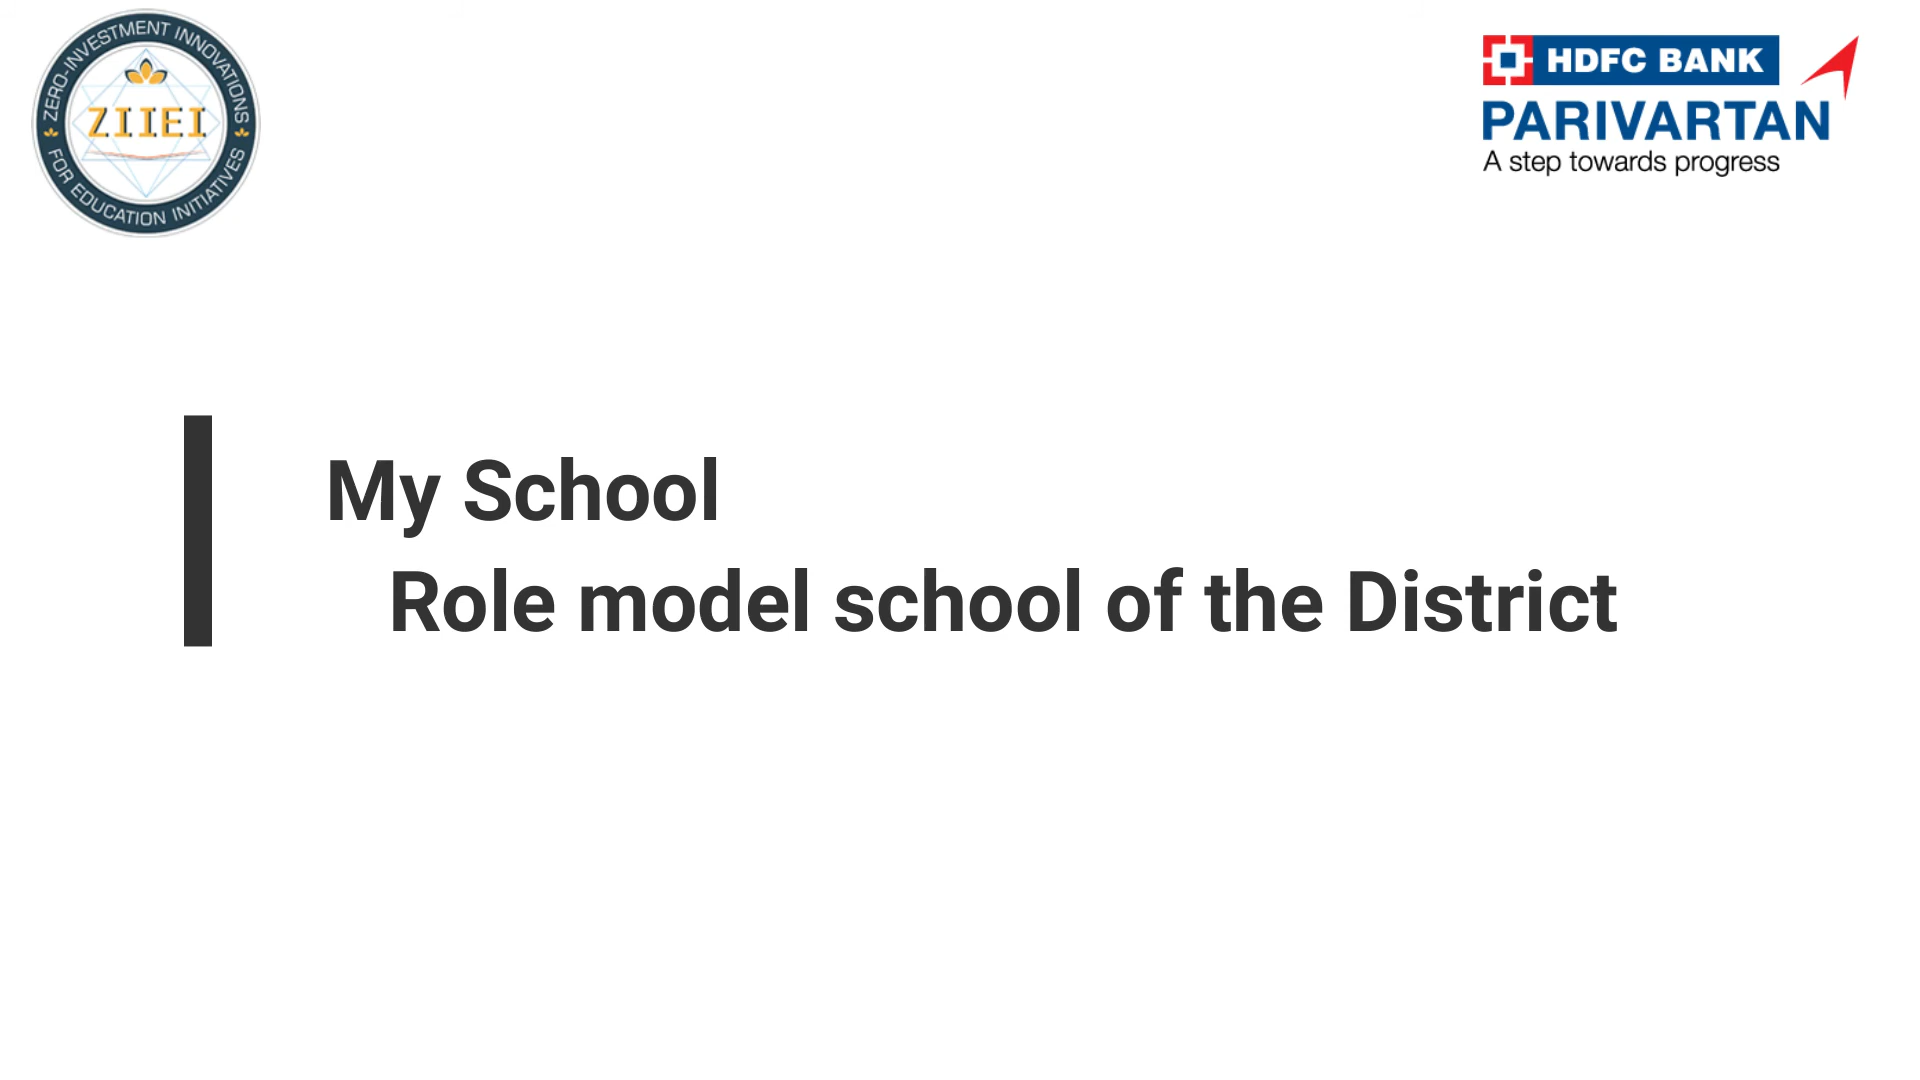 ZERO-INVESTMENT INNOVATIONS
FOR EDUCATION INITIATIVES
ZIIEI
HDFC BANK
PARIVARTAN
A step towards progress
My School
Role model school of the District